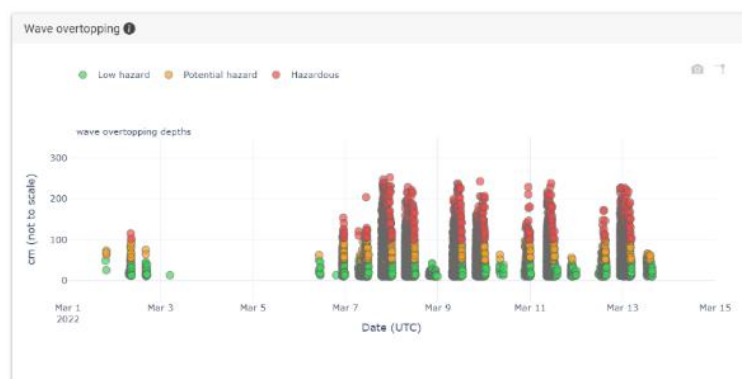 Wave overtopping
Low hazard Potential hazard Hazardous
wave overtopping depths
300
200
100
0
cm (not to scale)
Mar 1 Mar 3 Mar 5 Mar 7 Mar 9 Mar 11 Mar 13 Mar 15
2022
Date (UTC)